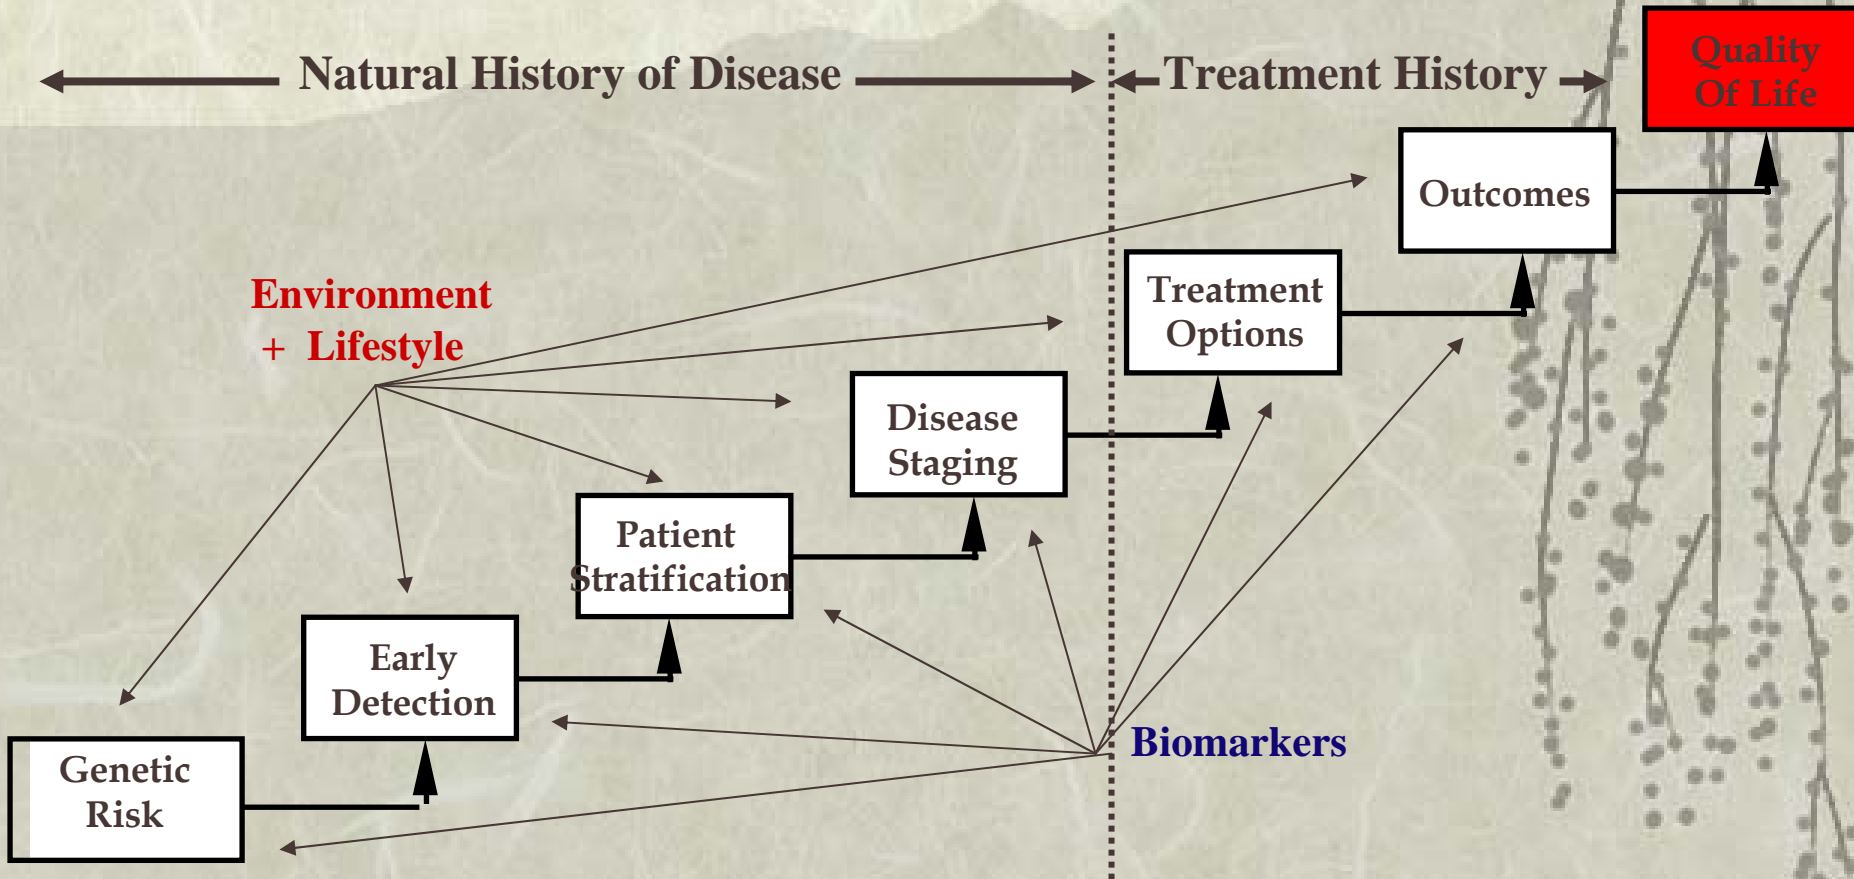 Natural History of Disease
Treatment History
Quality
Of Life
Outcomes
Environment
+ Lifestyle
Treatment
Options
Disease
Staging
Patient
Stratification
Early
Detection
Biomarkers
Genetic
Risk